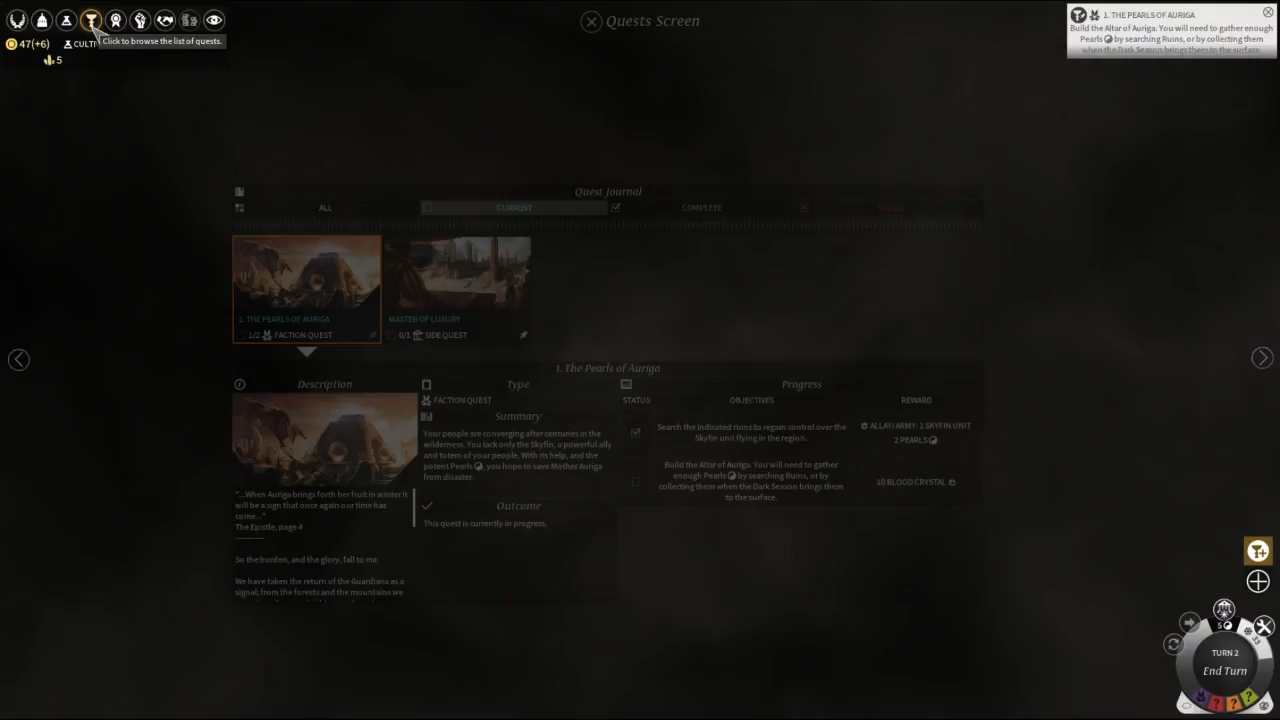 Quests Screen
47(+6)
CULTI
Click to browse the list of quests.
5
1. THE PEARLS OF AURIGA
Build the Altar of Auriga. You will need to gather enough
Pearls by searching Ruins, or by collecting them
when the Dark Season brings them to the surface.
Quest Journal
ALL
CURRENT
COMPLETE
FAILED
1. THE PEARLS OF AURIGA
1/2 FACTION QUEST
MASTER OF LUXURY
0/1 SIDE QUEST
1. The Pearls of Auriga
Description
Type
Progress
FACTION QUEST
STATUS
OBJECTIVES
REWARD
Summary
Your people are converging after centuries in the
wilderness. You lack only the Skyfin, a powerful ally
and totem of your people. With its help, and the
potent Pearls , you hope to save Mother Auriga
from disaster.
Search the indicated ruins to regain control over the
Skyfin unit flying in the region.
ALLAYI ARMY: 1 SKYFIN UNIT
2 PEARLS
Build the Altar of Auriga. You will need to gather
enough Pearls by searching Ruins, or by
collecting them when the Dark Season brings them
to the surface.
10 BLOOD CRYSTAL
"...When Auriga brings forth her fruit in winter it
will be a sign that once again our time has
come..."
The Epistle, page 4
----------
So the burden, and the glory, fall to me.
We have taken the return of the Guardians as a
signal; from the forests and the mountains we
Outcome
This quest is currently in progress.
5
33
TURN 2
End Turn